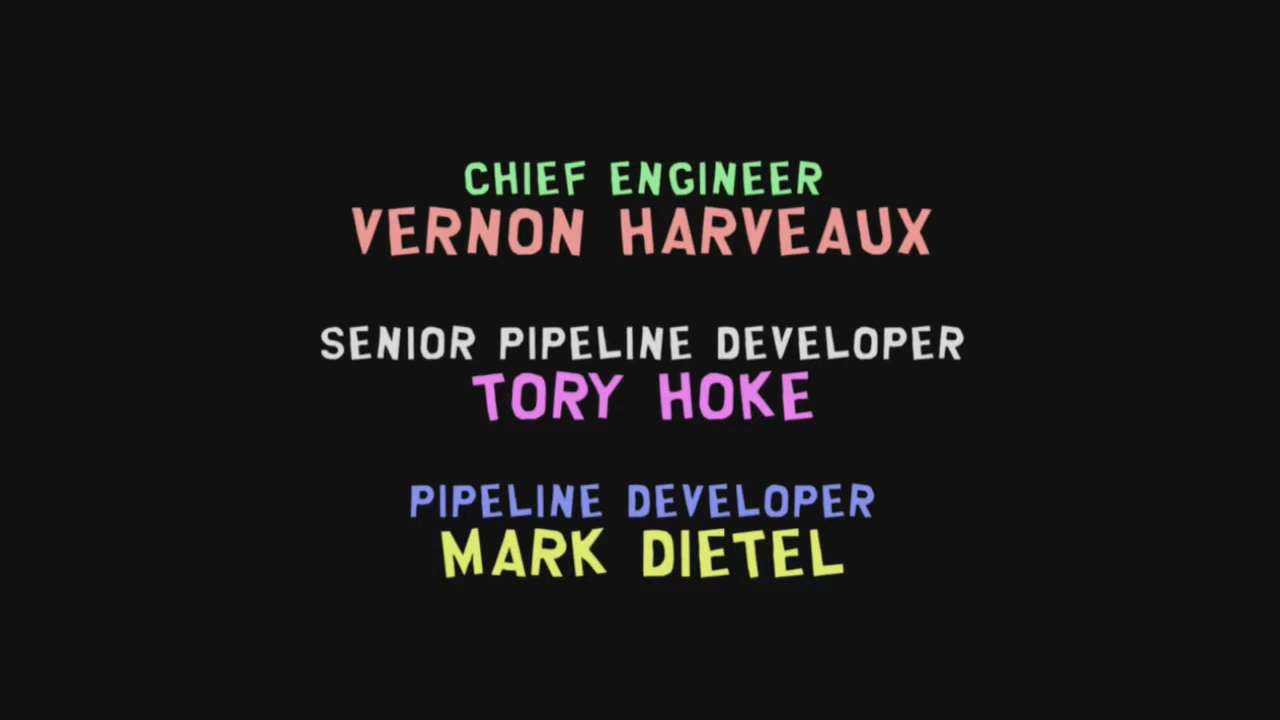 CHIEF ENGINEER
VERNON HARVEAUX
SENIOR PIPELINE DEVELOPER
TORY HOKE
PIPELINE DEVELOPER
MARK DIETEL